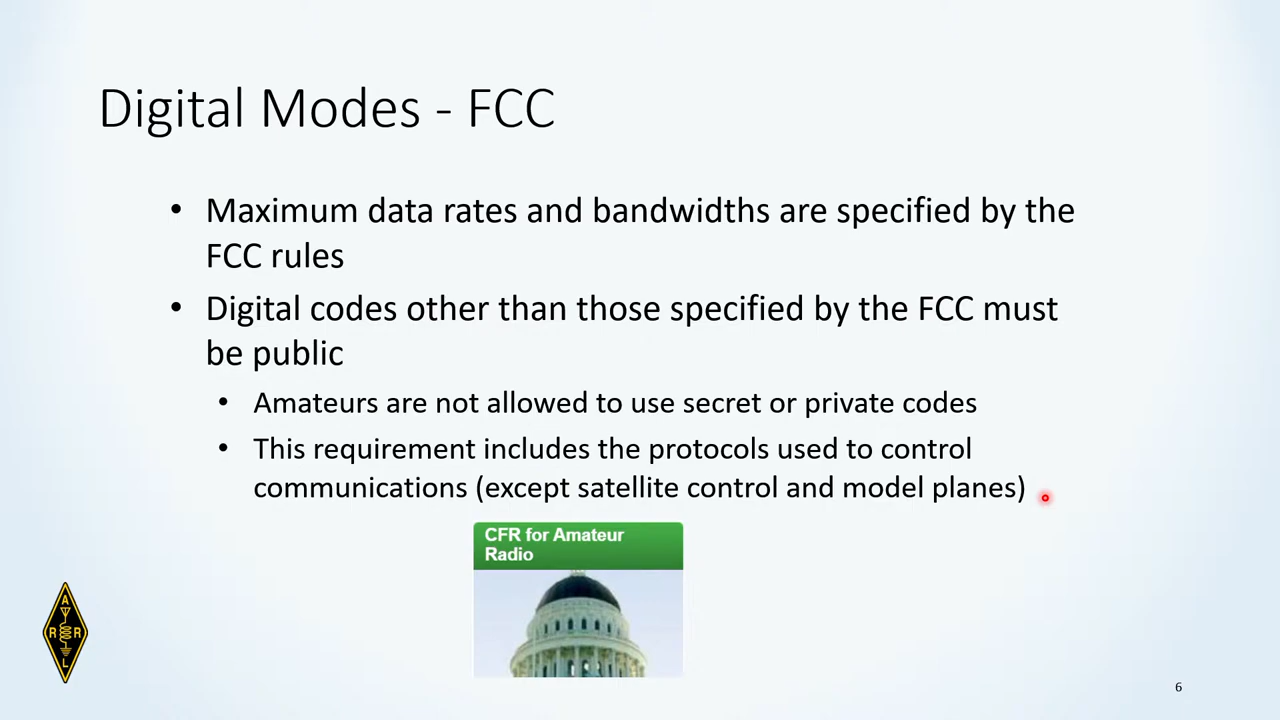 Digital Modes - FCC
• Maximum data rates and bandwidths are specified by the
FCC rules
• Digital codes other than those specified by the FCC must
be public
• Amateurs are not allowed to use secret or private codes
• This requirement includes the protocols used to control
communications (except satellite control and model planes)
CFR for Amateur
Radio
A
R R
L
6